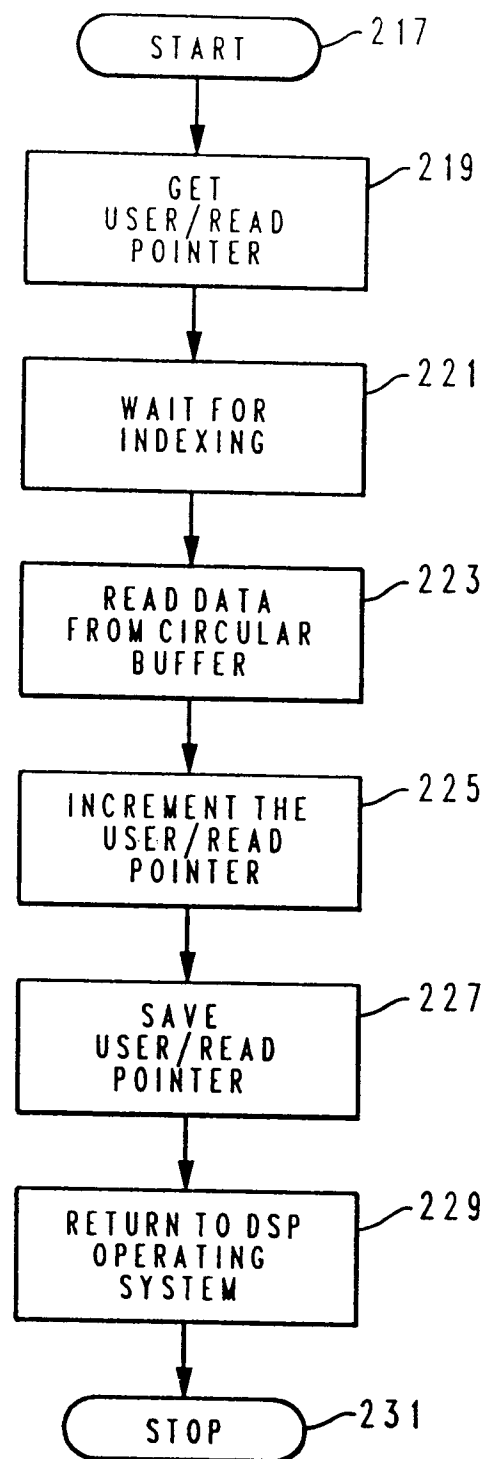 START
217
GET
USER/READ
POINTER
219
WAIT FOR
INDEXING
221
READ DATA
FROM CIRCULAR
BUFFER
223
INCREMENT THE
USER/READ
POINTER
225
SAVE
USER/READ
POINTER
227
RETURN TO DSP
OPERATING
SYSTEM
229
STOP
231